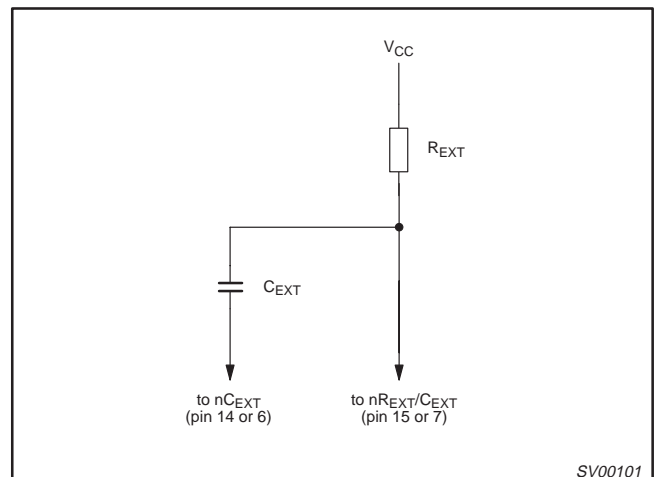 VCC
REXT
CEXT
to nCEXT
(pin 14 or 6)
to nREXT/CEXT
(pin 15 or 7)
SV00101